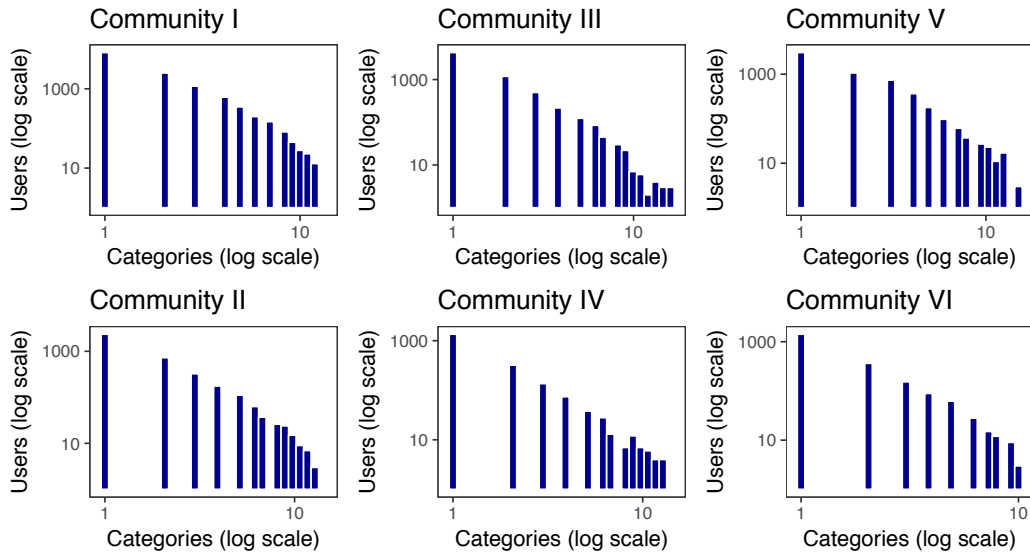 Community I
Users (log scale)
1000
10
1
10
Categories (log scale)
Community III
Users (log scale)
1000
10
1
10
Categories (log scale)
Community V
Users (log scale)
1000
10
1
10
Categories (log scale)
Community II
Users (log scale)
1000
10
1
10
Categories (log scale)
Community IV
Users (log scale)
1000
10
1
10
Categories (log scale)
Community VI
Users (log scale)
1000
10
1
10
Categories (log scale)